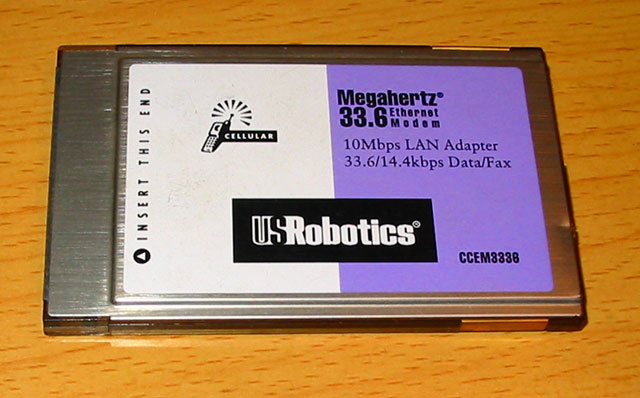 INSERT THIS END
CELLULAR
Megahertz®
33.6 Ethernet Modem
10Mbps LAN Adapter
33.6/14.4kbps Data/Fax
USRobotics®
CCEM3336